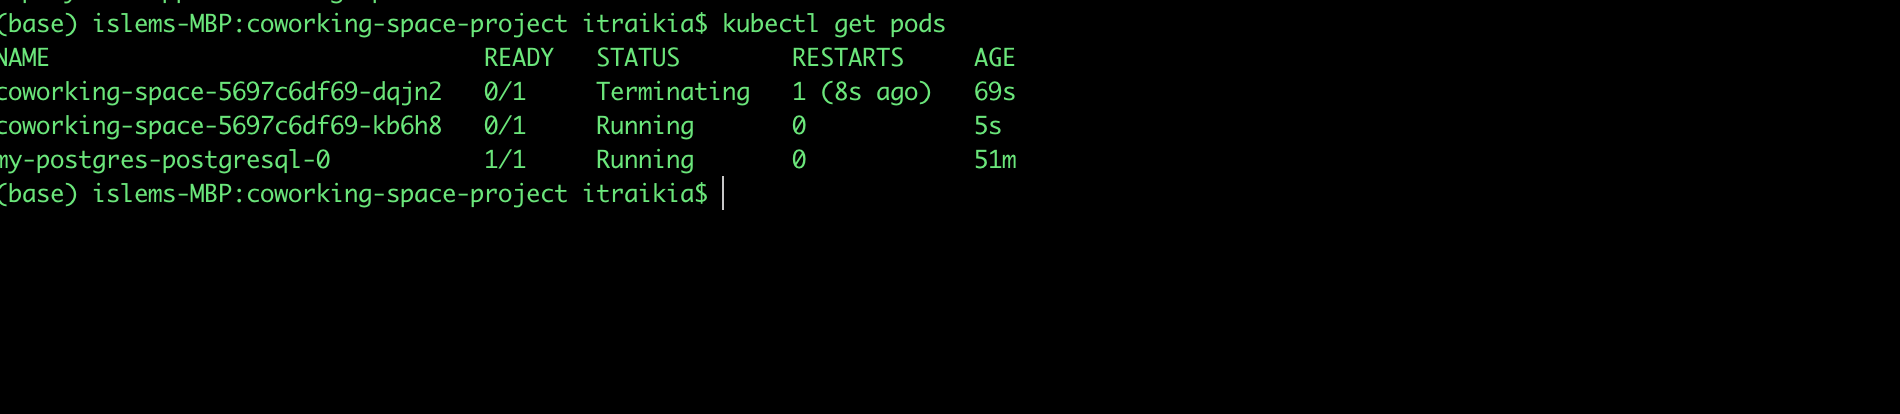 (base) islems-MBP:coworking-space-project itraikia$ kubectl get pods
NAME                               READY   STATUS        RESTARTS     AGE
coworking-space-5697c6df69-dqjn2   0/1     Terminating   1 (8s ago)   69s
coworking-space-5697c6df69-kb6h8   0/1     Running       0            5s
my-postgres-postgresql-0           1/1     Running       0            51m
(base) islems-MBP:coworking-space-project itraikia$